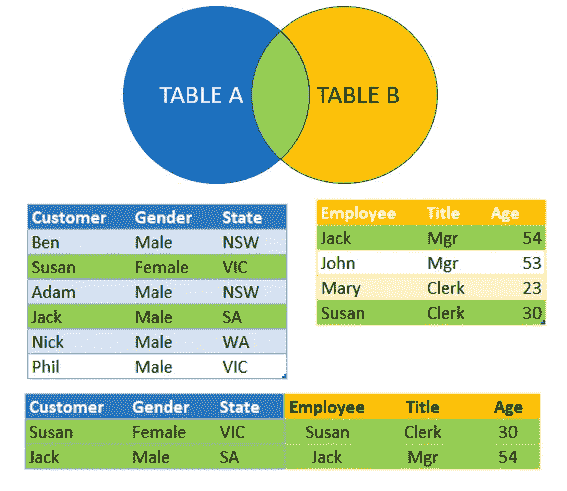 TABLE A TABLE B
Customer Gender State
Ben Male NSW
Susan Female VIC
Adam Male NSW
Jack Male SA
Nick Male WA
Phil Male VIC
Employee Title Age
Jack Mgr 54
John Mgr 53
Mary Clerk 23
Susan Clerk 30
Customer Gender State Employee Title Age
Susan Female VIC Susan Clerk 30
Jack Male SA Jack Mgr 54